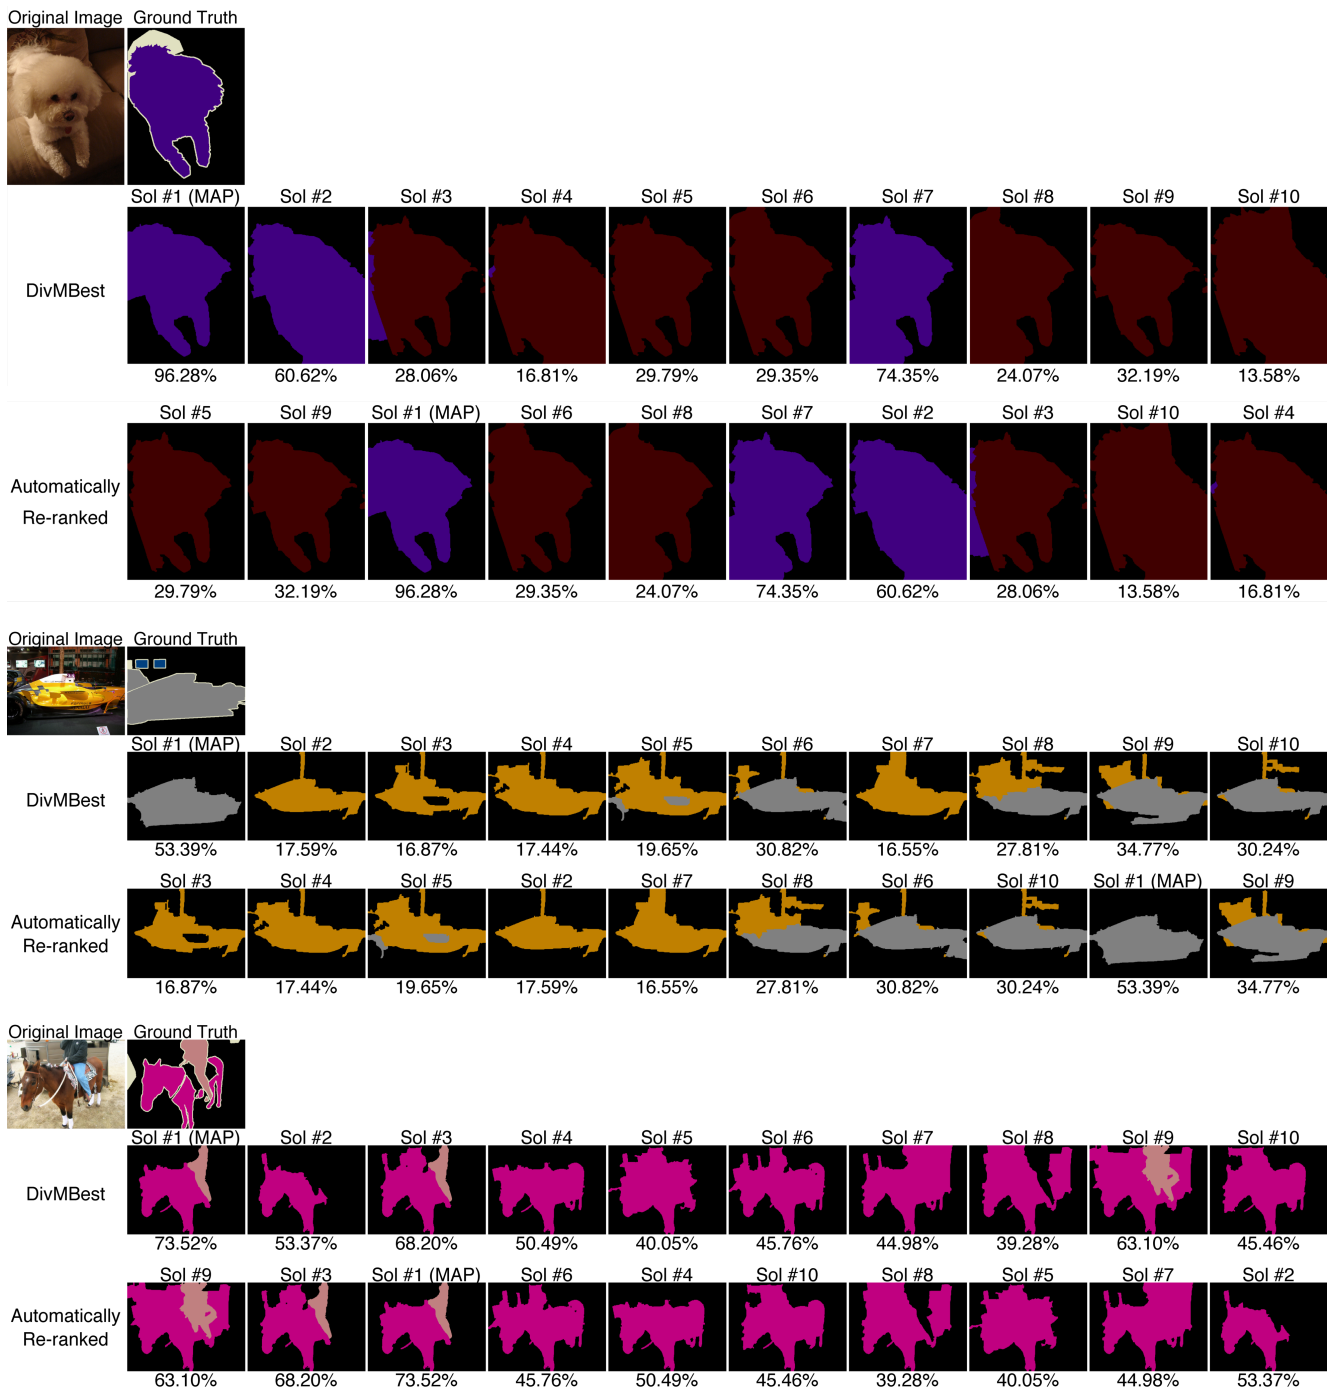 Original Image Ground Truth
Sol #1 (MAP) Sol #2 Sol #3 Sol #4 Sol #5 Sol #6 Sol #7 Sol #8 Sol #9 Sol #10
DivMBest
96.28% 60.62% 28.06% 16.81% 29.79% 29.35% 74.35% 24.07% 32.19% 13.58%
Sol #5 Sol #9 Sol #1 (MAP) Sol #6 Sol #8 Sol #7 Sol #2 Sol #3 Sol #10 Sol #4
Automatically
Re-ranked
29.79% 32.19% 96.28% 29.35% 24.07% 74.35% 60.62% 28.06% 13.58% 16.81%
Original Image Ground Truth
Sol #1 (MAP) Sol #2 Sol #3 Sol #4 Sol #5 Sol #6 Sol #7 Sol #8 Sol #9 Sol #10
DivMBest
53.39% 17.59% 16.87% 17.44% 19.65% 30.82% 16.55% 27.81% 34.77% 30.24%
Sol #3 Sol #4 Sol #5 Sol #2 Sol #7 Sol #8 Sol #6 Sol #10 Sol #1 (MAP) Sol #9
Automatically
Re-ranked
16.87% 17.44% 19.65% 17.59% 16.55% 27.81% 30.82% 30.24% 53.39% 34.77%
Original Image Ground Truth
Sol #1 (MAP) Sol #2 Sol #3 Sol #4 Sol #5 Sol #6 Sol #7 Sol #8 Sol #9 Sol #10
DivMBest
73.52% 53.37% 68.20% 50.49% 40.05% 45.76% 44.98% 39.28% 63.10% 45.46%
Sol #9 Sol #3 Sol #1 (MAP) Sol #6 Sol #4 Sol #10 Sol #8 Sol #5 Sol #7 Sol #2
Automatically
Re-ranked
63.10% 68.20% 73.52% 45.76% 50.49% 45.46% 39.28% 40.05% 44.98% 53.37%